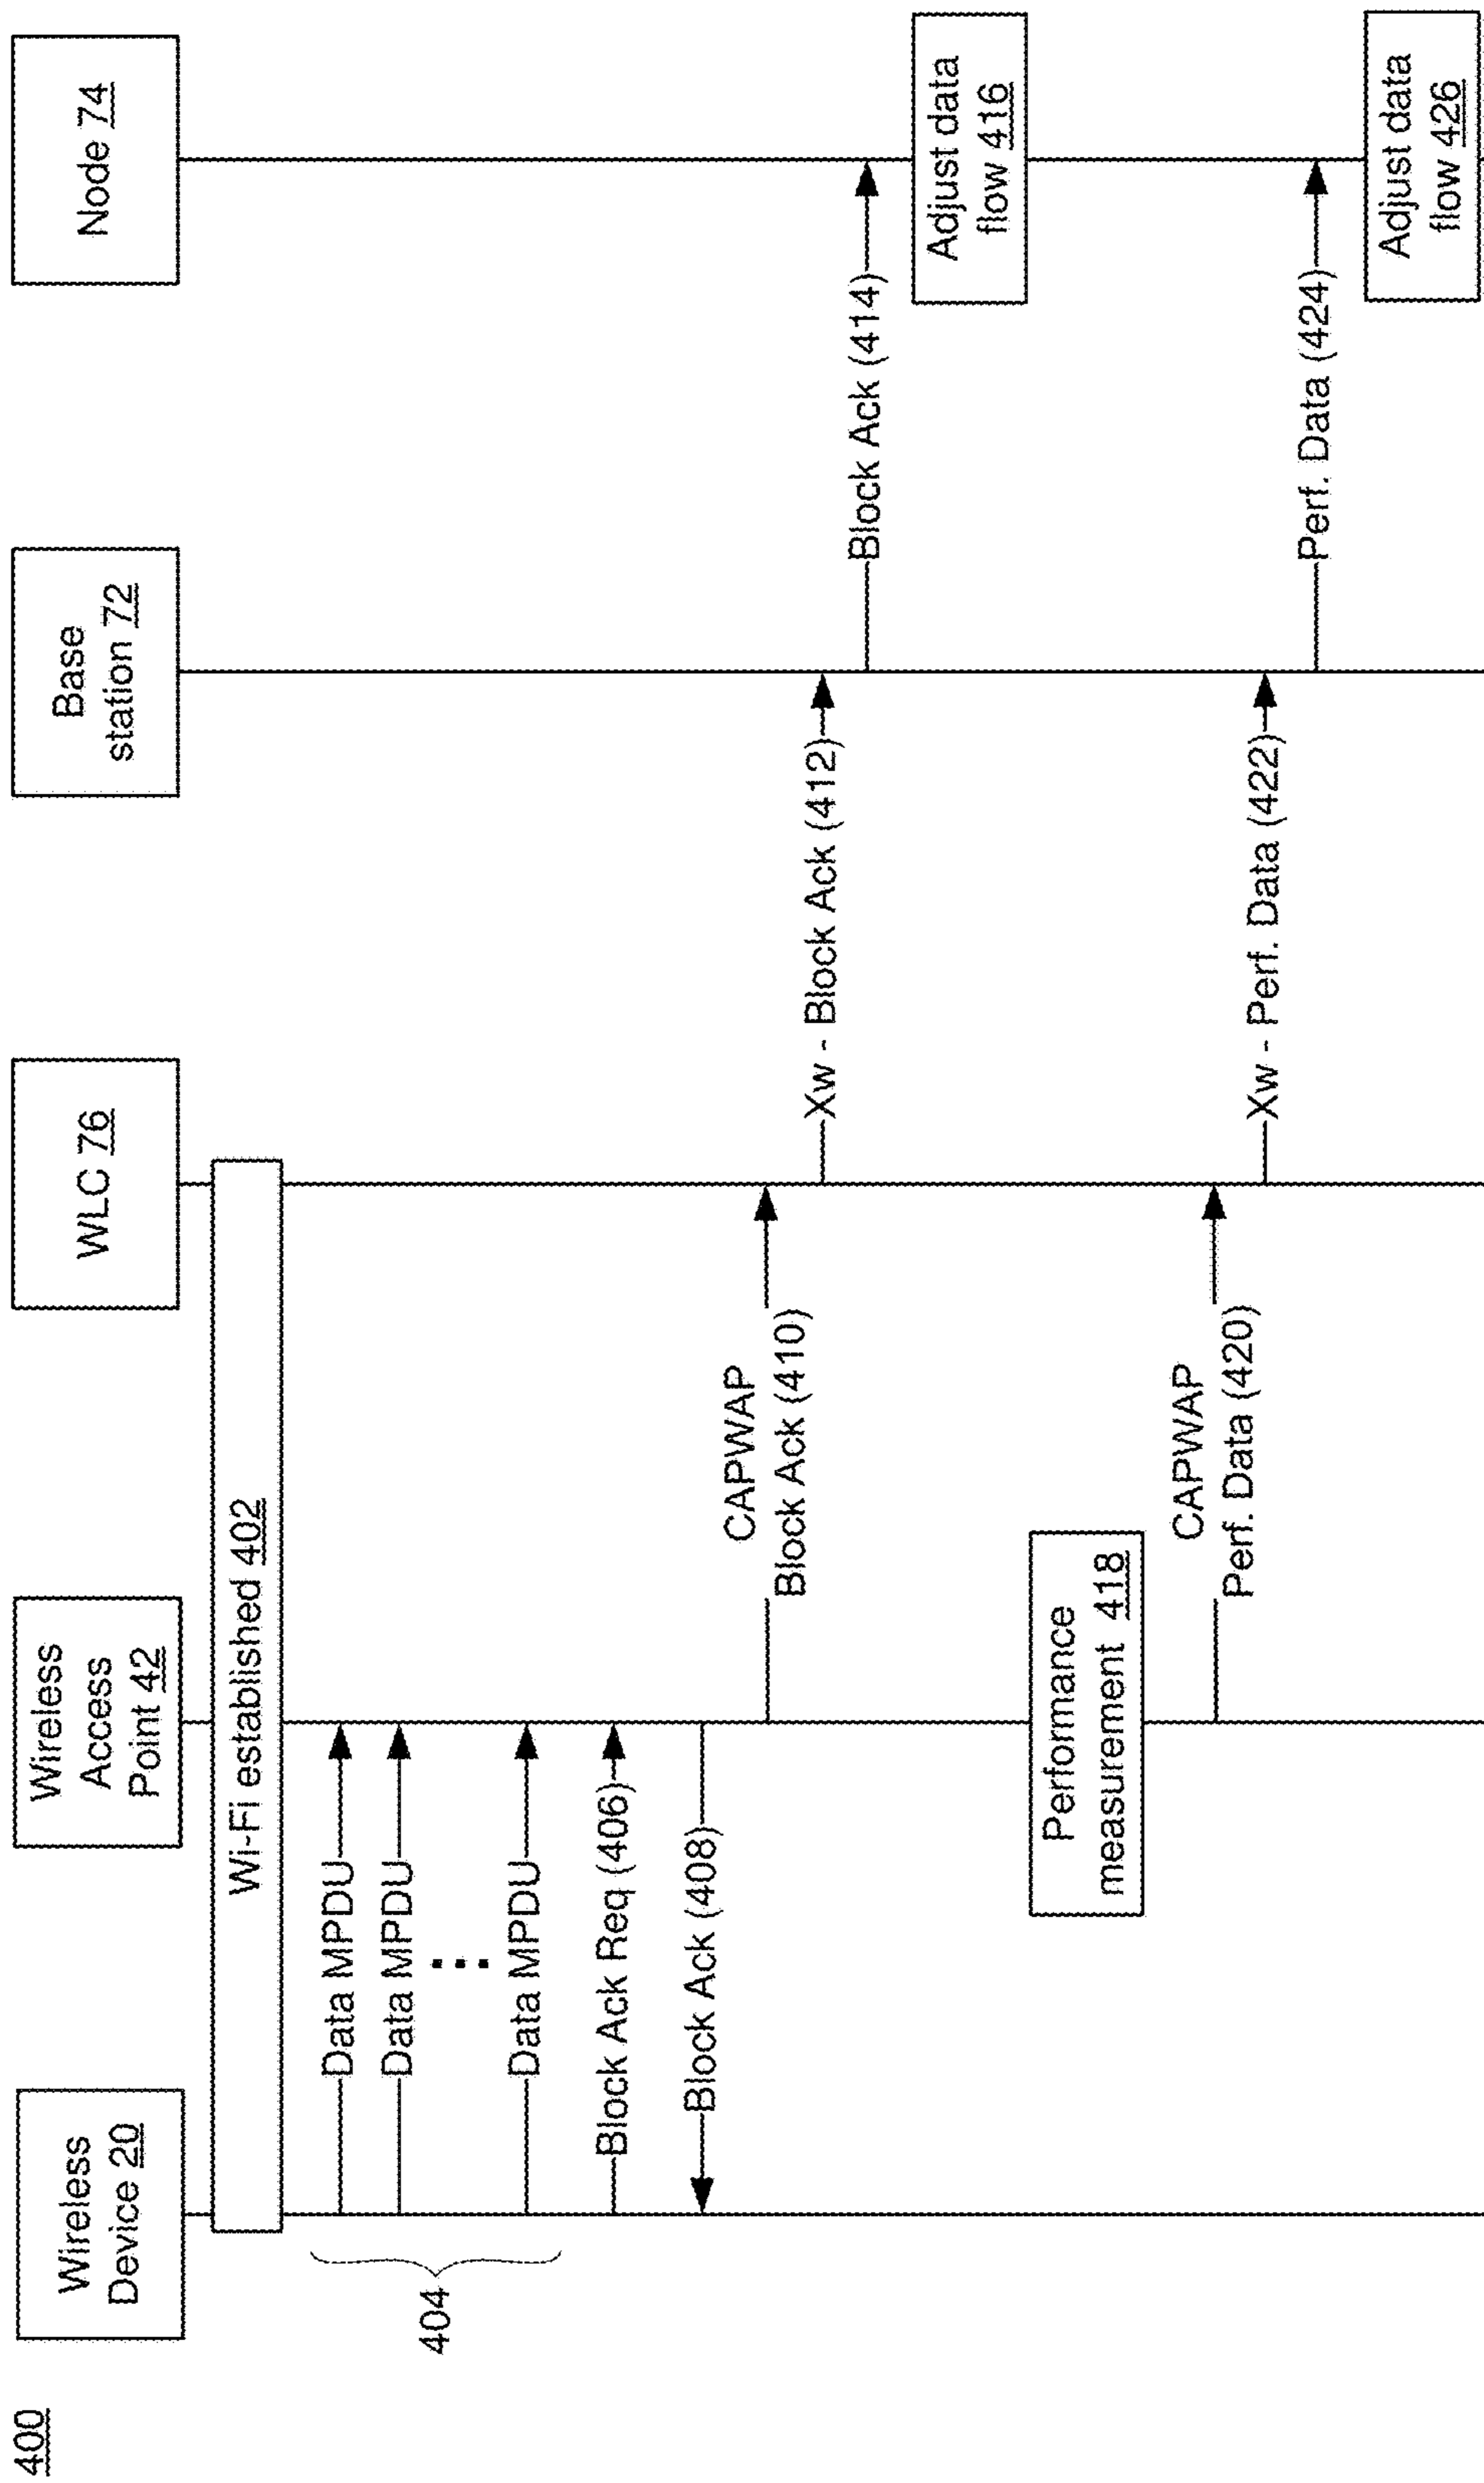 400
Wireless
Device 20
Wireless
Access
Point 42
WLC 76
Base
station 72
Node 74
Wi-Fi established 402
404
Data MPDU
Data MPDU
Data MPDU
Block Ack Req (406)
Block Ack (408)
CAPWAP
Block Ack (410)
Xw - Block Ack (412)
Block Ack (414)
Adjust data
flow 416
Performance
measurement 418
CAPWAP
Perf. Data (420)
Xw - Perf. Data (422)
Perf. Data (424)
Adjust data
flow 426